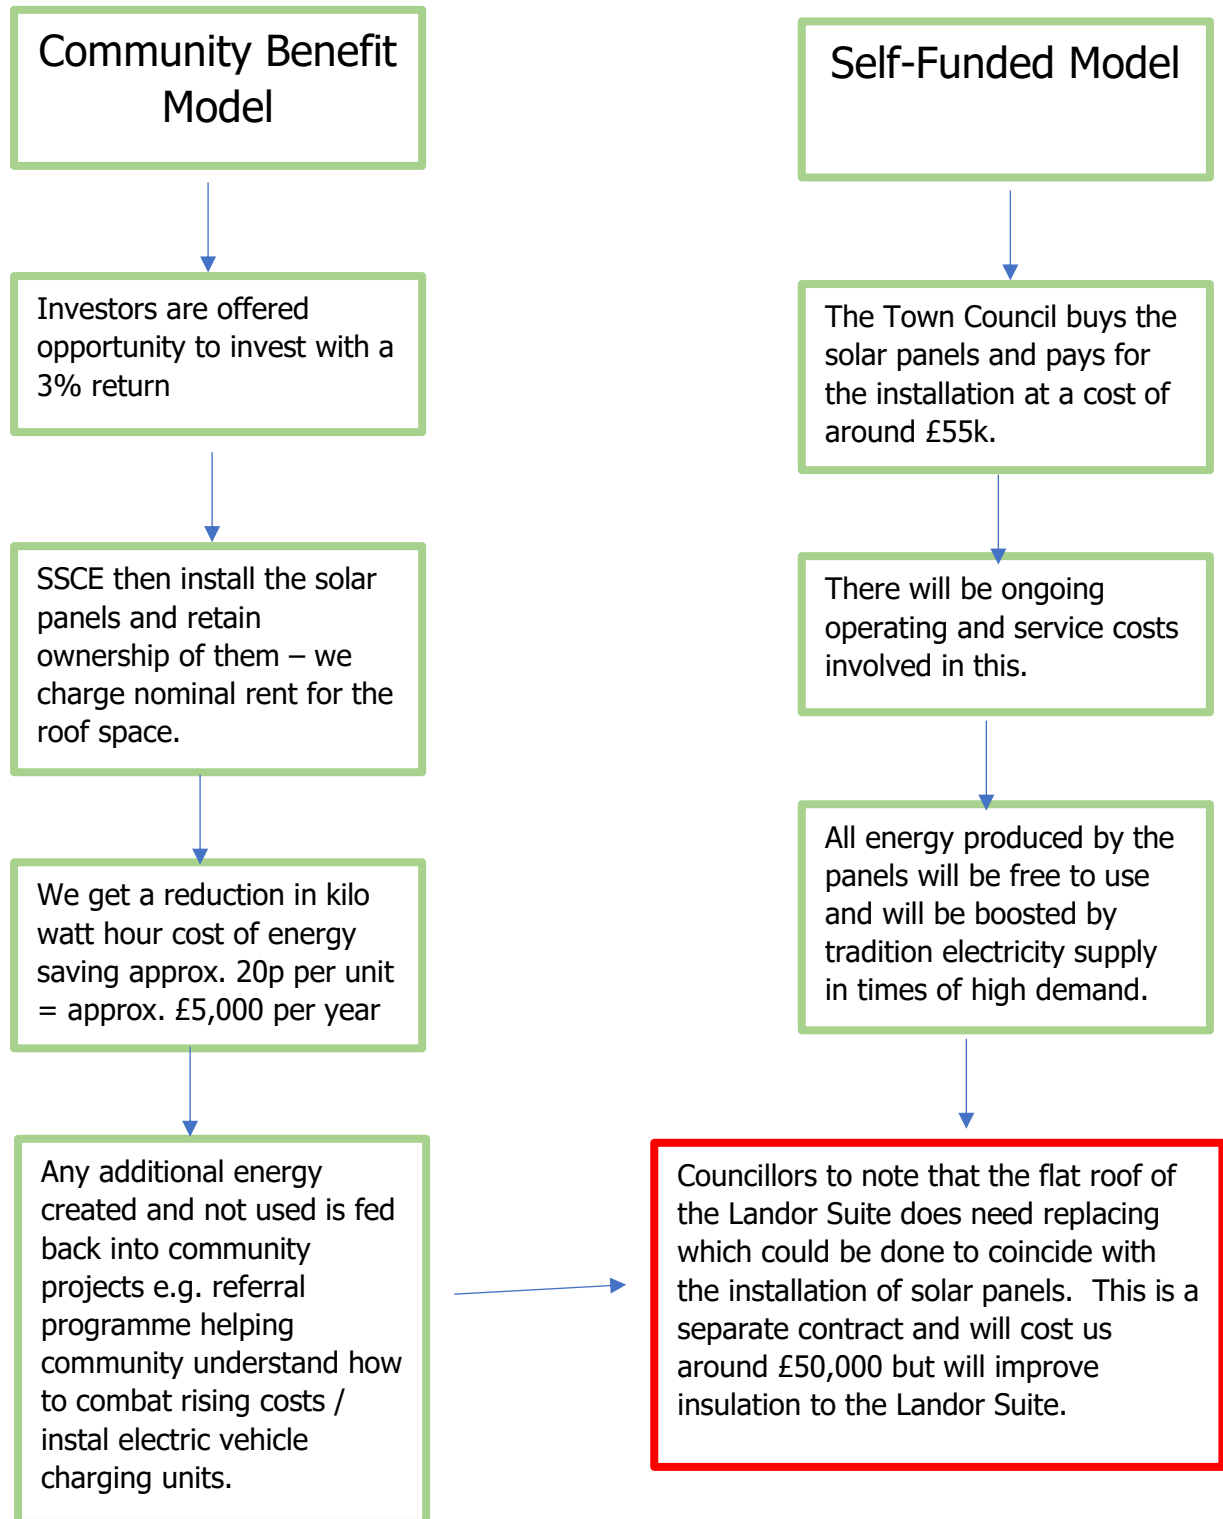 Community Benefit
Model
Investors are offered
opportunity to invest with a
3% return
SSCE then install the solar
panels and retain
ownership of them – we
charge nominal rent for the
roof space.
We get a reduction in kilo
watt hour cost of energy
saving approx. 20p per unit
= approx. £5,000 per year
Any additional energy
created and not used is fed
back into community
projects e.g. referral
programme helping
community understand how
to combat rising costs /
instal electric vehicle
charging units.
Self-Funded Model
The Town Council buys the
solar panels and pays for
the installation at a cost of
around £55k.
There will be ongoing
operating and service costs
involved in this.
All energy produced by the
panels will be free to use
and will be boosted by
tradition electricity supply
in times of high demand.
Councillors to note that the flat roof of
the Landor Suite does need replacing
which could be done to coincide with
the installation of solar panels.  This is a
separate contract and will cost us
around £50,000 but will improve
insulation to the Landor Suite.